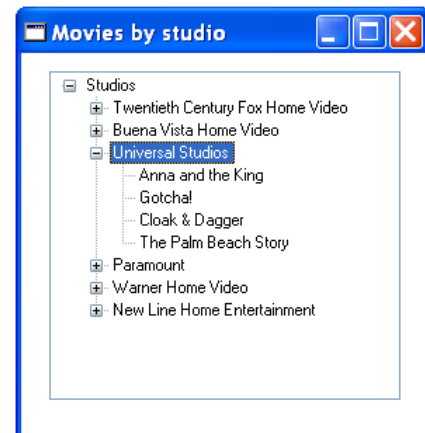 Movies by studio
Studios
Twentieth Century Fox Home Video
Buena Vista Home Video
Universal Studios
Anna and the King
Gotcha!
Cloak & Dagger
The Palm Beach Story
Paramount
Warner Home Video
New Line Home Entertainment